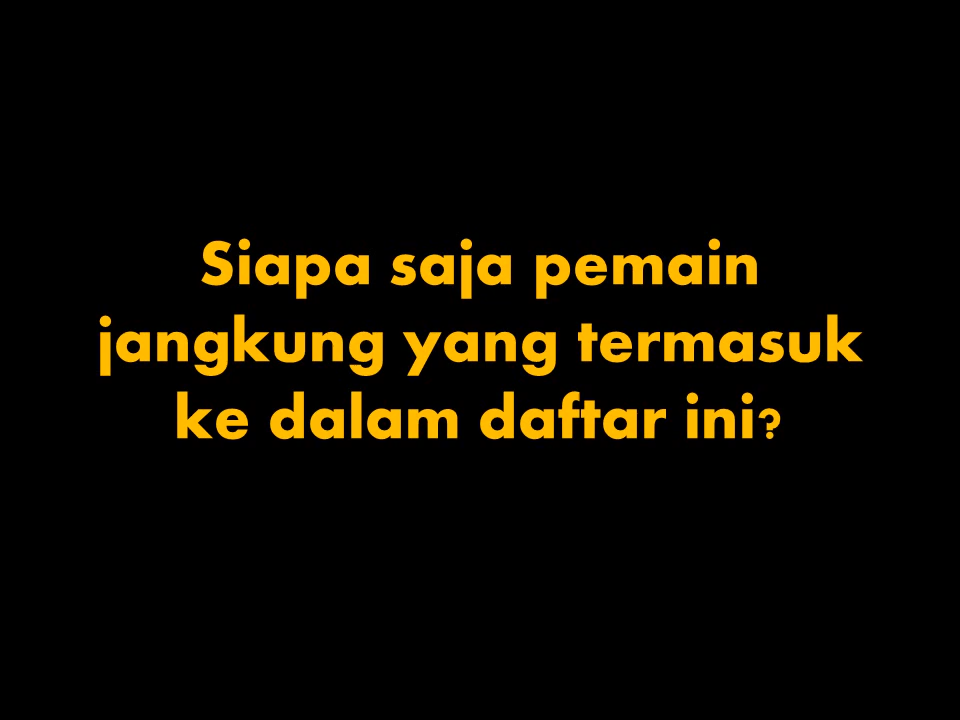 Siapa saja pemain
jangkung yang termasuk
ke dalam daftar ini?